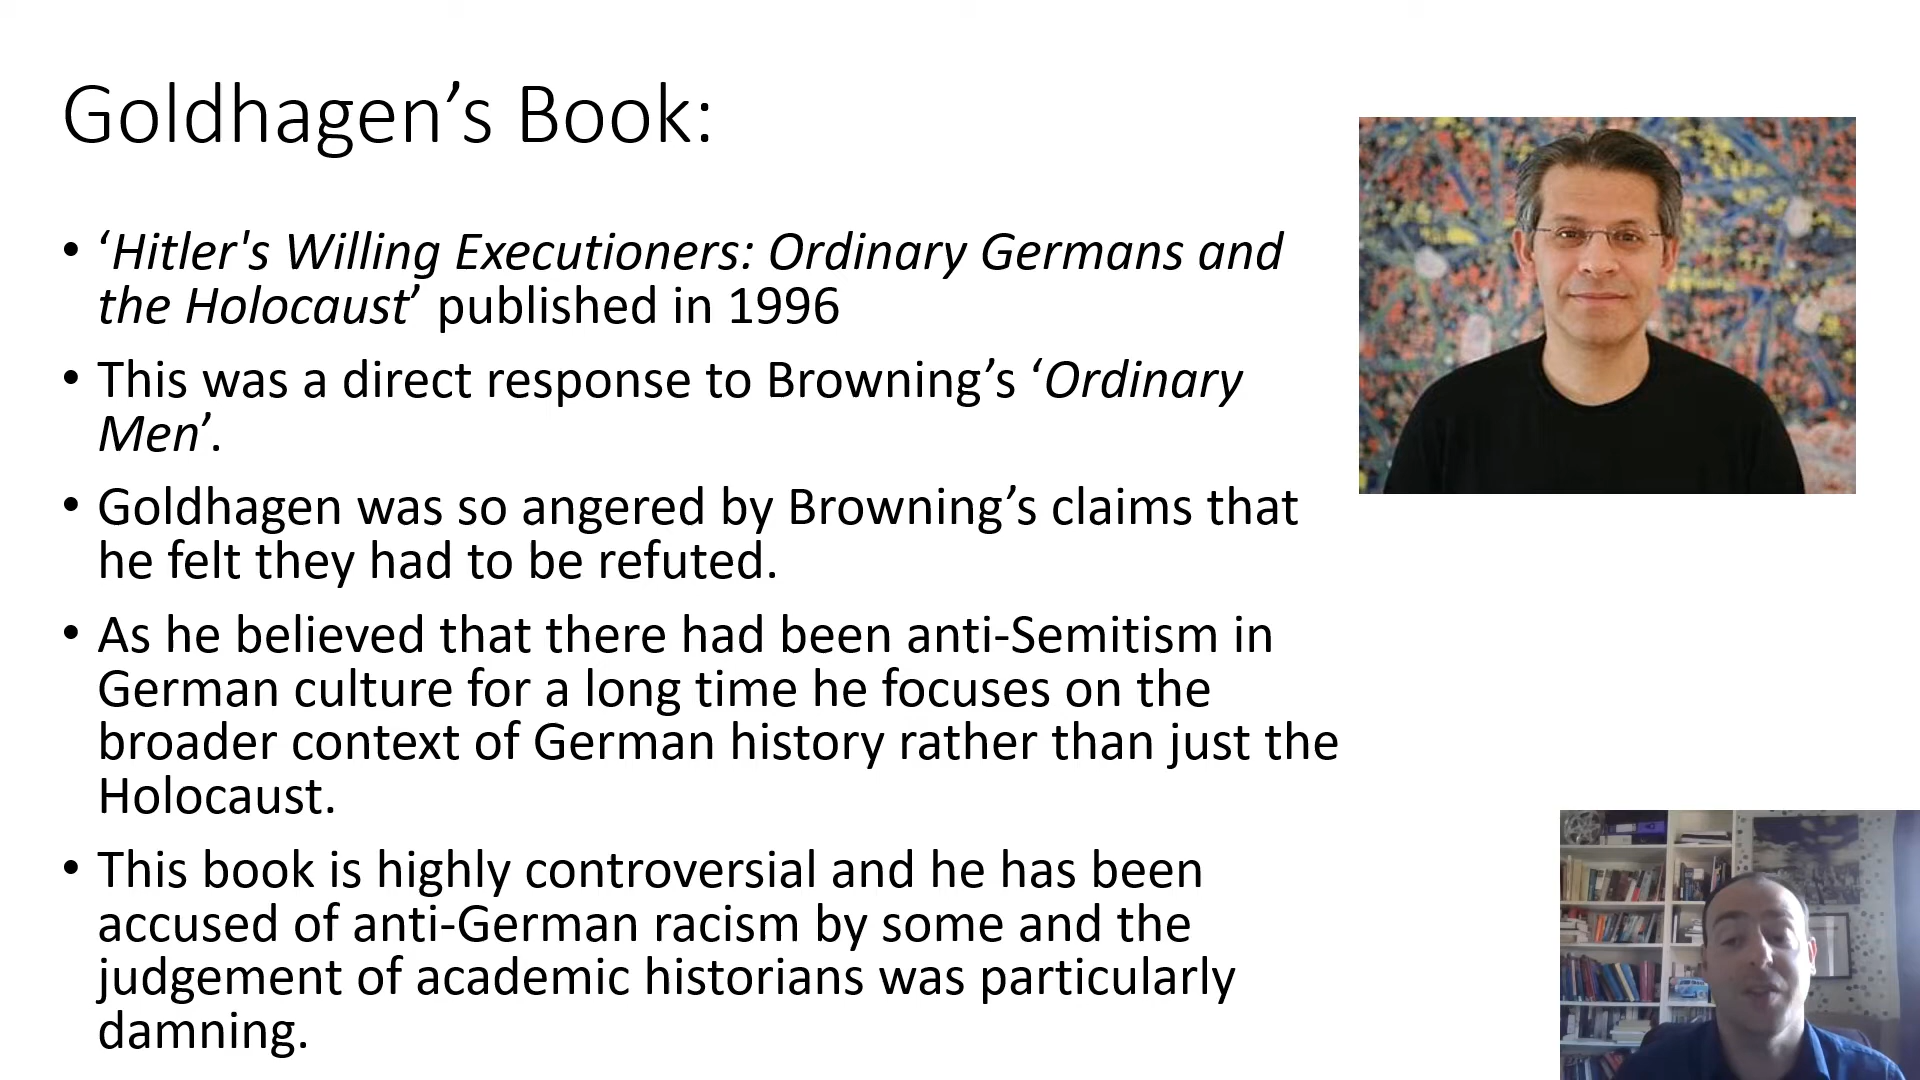 Goldhagen’s Book:
• ‘Hitler's Willing Executioners: Ordinary Germans and
the Holocaust’ published in 1996
• This was a direct response to Browning’s ‘Ordinary
Men’.
• Goldhagen was so angered by Browning’s claims that
he felt they had to be refuted.
• As he believed that there had been anti-Semitism in
German culture for a long time he focuses on the
broader context of German history rather than just the
Holocaust.
• This book is highly controversial and he has been
accused of anti-German racism by some and the
judgement of academic historians was particularly
damning.